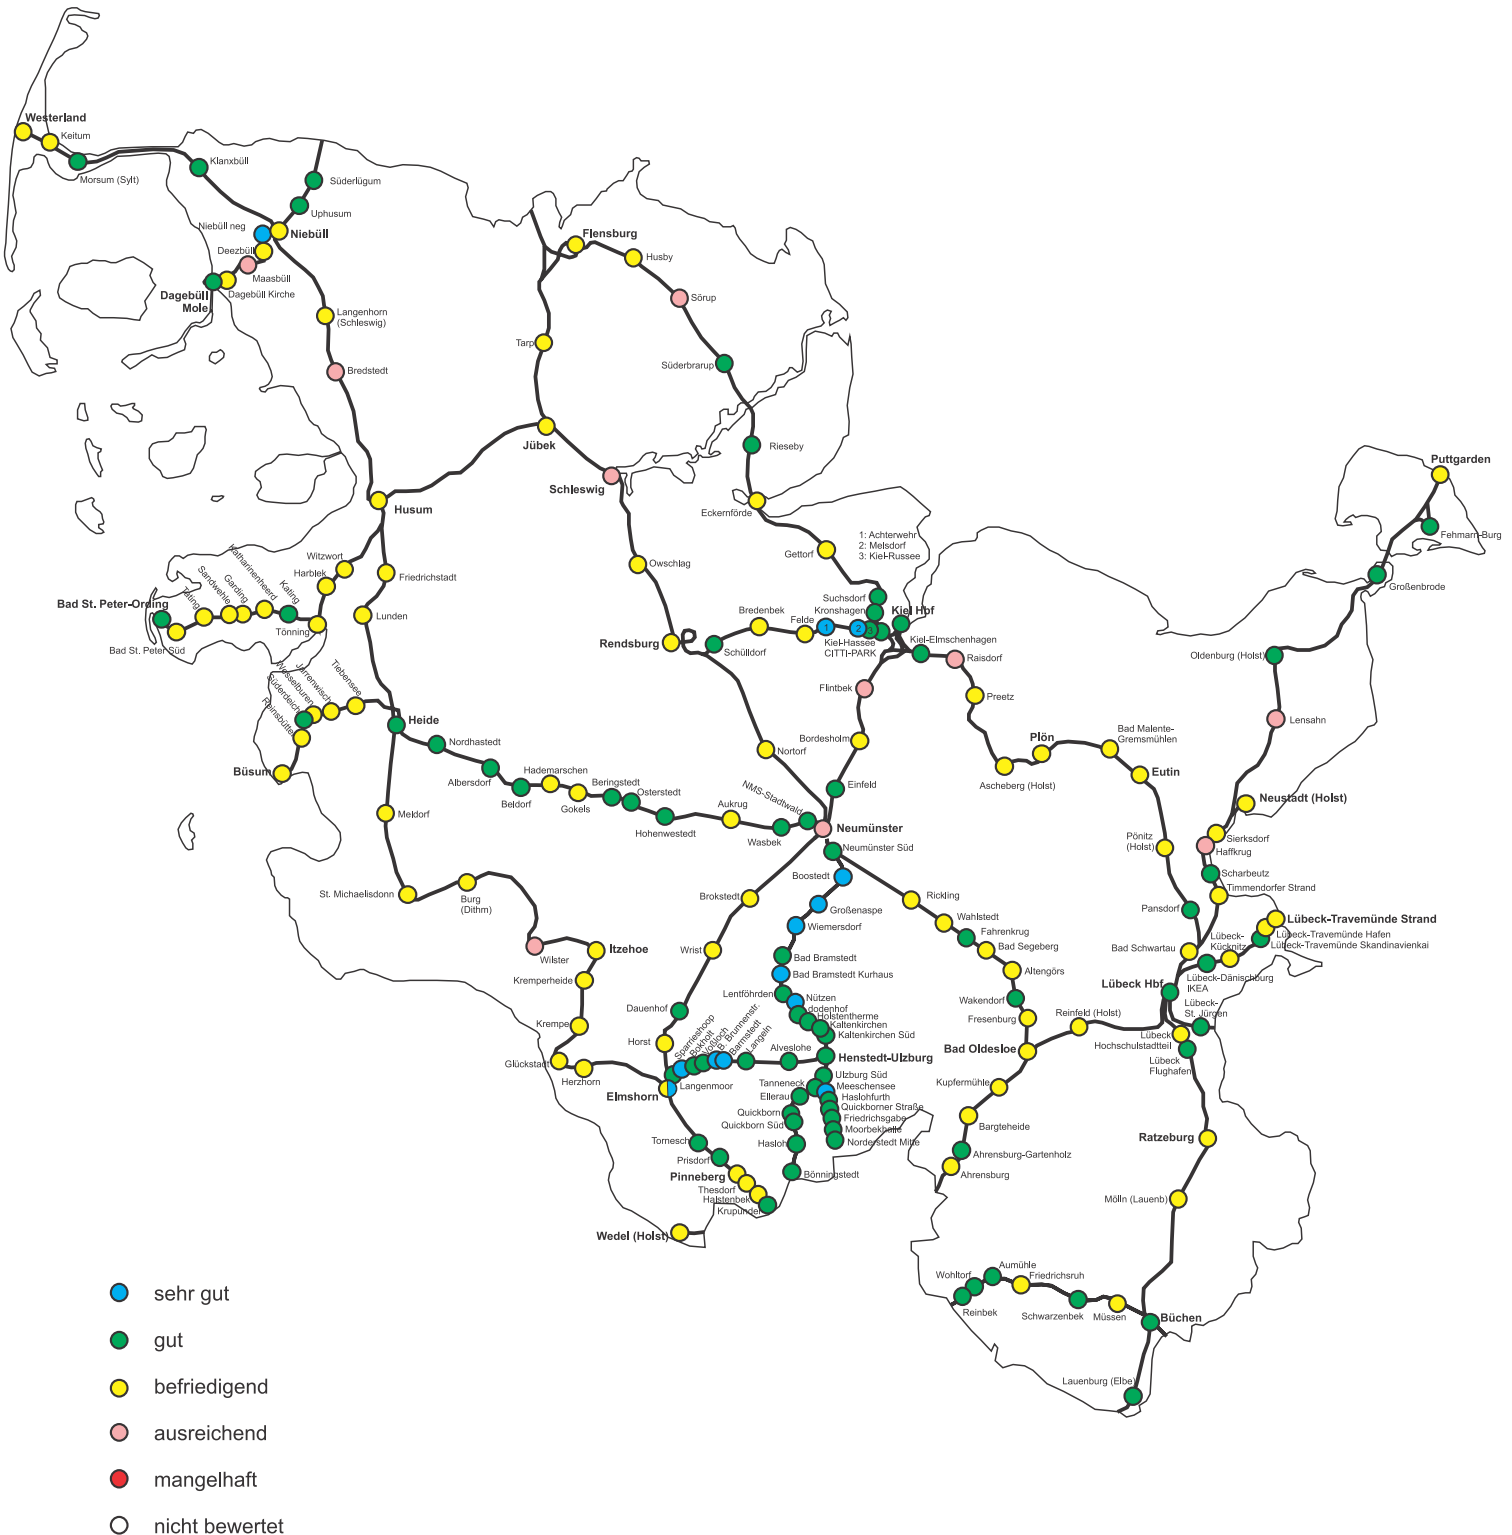 Westerland
Keitum
Morsum (Sylt)
Klanxbüll
Süderlügum
Uphusum
Niebüll neg
Niebüll
Deezbüll
Maasbüll
Dagebüll Kirche
Dagebüll
Mole
Langenhorn
(Schleswig)
Bredstedt
Flensburg
Husby
Sörup
Tarp
Süderbrarup
Jübek
Rieseby
Schleswig
Husum
Eckernförde
Puttgarden
Fehmarn-Burg
1: Achterwehr
2: Melsdorf
3: Kiel-Russee
Gettorf
Owschlag
Großenbrode
Witzwort
Harblek
Friedrichstadt
Katharinenheerd
Sandwehle
Garding
Kating
Tating
Bad St. Peter-Ording
Bad St. Peter Süd
Tönning
Lunden
Suchsdorf
Kronshagen
Kiel Hbf
Bredenbek
Felde
1
2
3
Rendsburg
Schülldorf
Kiel-Hassee
CITTI-PARK
Kiel-Elmschenhagen
Raisdorf
Oldenburg (Holst)
Tiebensee
Jarrenwisch
Wesselburen
Süderdeich
Reinsbüttel
Flintbek
Preetz
Heide
Nordhastedt
Lensahn
Bordesholm
Plön
Bad Malente-
Gremsmühlen
Nortorf
Ascheberg (Holst)
Eutin
Büsum
Albersdorf
Hademarschen
Beldorf
Gokels
Beringstedt
Osterstedt
NMS-Stadtwald
Einfeld
Neustadt (Holst)
Meldorf
Hohenwestedt
Aukrug
Wasbek
Neumünster
Sierksdorf
Haffkrug
Pönitz
(Holst)
Neumünster Süd
Scharbeutz
Timmendorfer Strand
Boostedt
St. Michaelisdonn
Burg
(Dithm)
Brokstedt
Rickling
Großenaspe
Wiemersdorf
Wahlstedt
Fahrenkrug
Bad Segeberg
Pansdorf
Lübeck-Travemünde Strand
Lübeck-Travemünde Hafen
Lübeck-Travemünde Skandinavienkai
Lübeck-
Kücknitz
Bad Schwartau
Wilster
Itzehoe
Wrist
Bad Bramstedt
Bad Bramstedt Kurhaus
Altengörs
Lübeck-Dänischburg
IKEA
Kremperheide
Lentföhrden
Nützen
dodenhof
Wakendorf
Lübeck Hbf
Lübeck-
St. Jürgen
Dauenhof
Holstentherme
Kaltenkirchen
Kaltenkirchen Süd
Fresenburg
Reinfeld (Holst)
Krempe
Horst
Sparrieshoop
Bokholt
Voßloch
B. Brunnenstr.
Barmstedt
Langeln
Alveslohe
Henstedt-Ulzburg
Bad Oldesloe
Lübeck
Hochschulstadtteil
Lübeck
Flughafen
Glückstadt
Herzhorn
Elmshorn
Langenmoor
Ulzburg Süd
Tanneck
Meeschensee
Ellerau
Haslohfurth
Kupfermühle
Quickborn
Quickborner Straße
Quickborn Süd
Friedrichsgabe
Moorbekhalle
Norderstedt Mitte
Bargteheide
Tornesch
Hasloh
Ratzeburg
Prisdorf
Ahrensburg-Gartenholz
Ahrensburg
Pinneberg
Bönningstedt
Thesdorf
Halstenbek
Krupunder
Mölln (Lauenb)
Wedel (Holst)
Aumühle
Wohltorf
Friedrichsruh
Reinbek
Schwarzenbek
Müssen
Büchen
Lauenburg (Elbe)
sehr gut
gut
befriedigend
ausreichend
mangelhaft
nicht bewertet